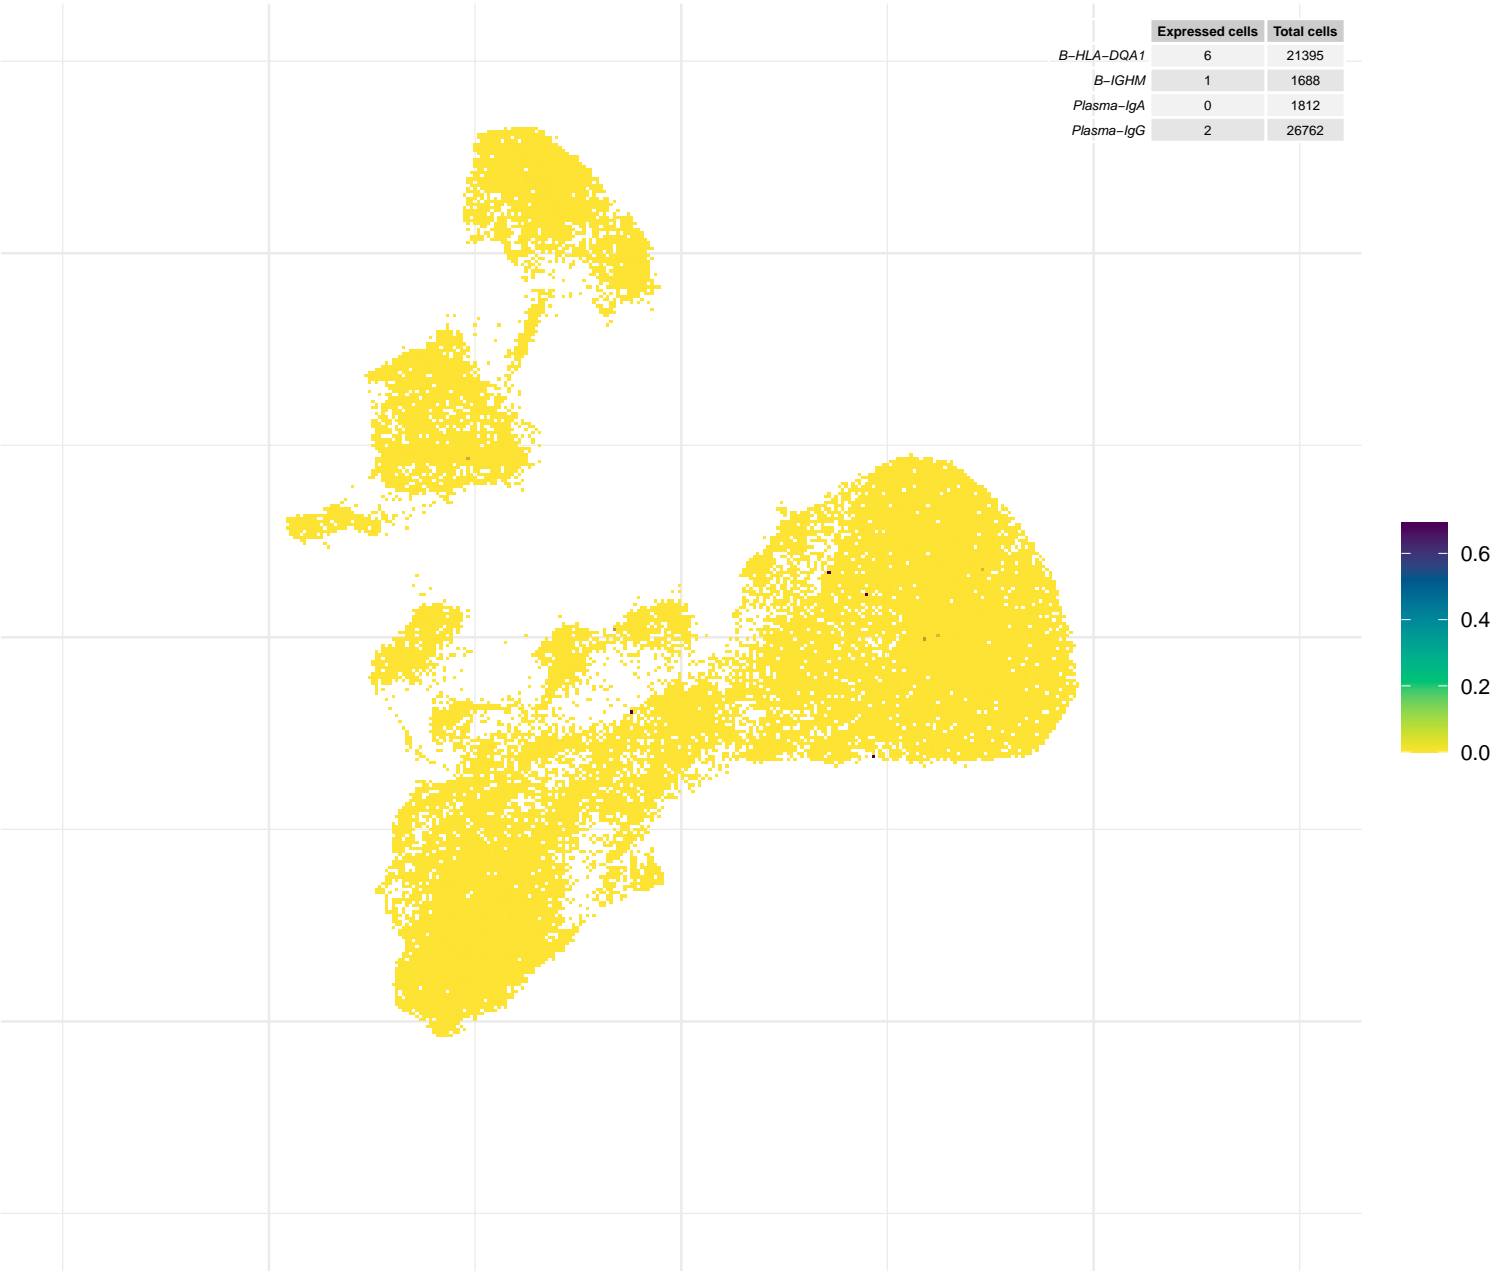 Expressed cells Total cells
B−HLA−DQA1 6 21395
B−IGHM 1 1688
Plasma−IgA 0 1812
Plasma−IgG 2 26762
0.6
0.4
0.2
0.0